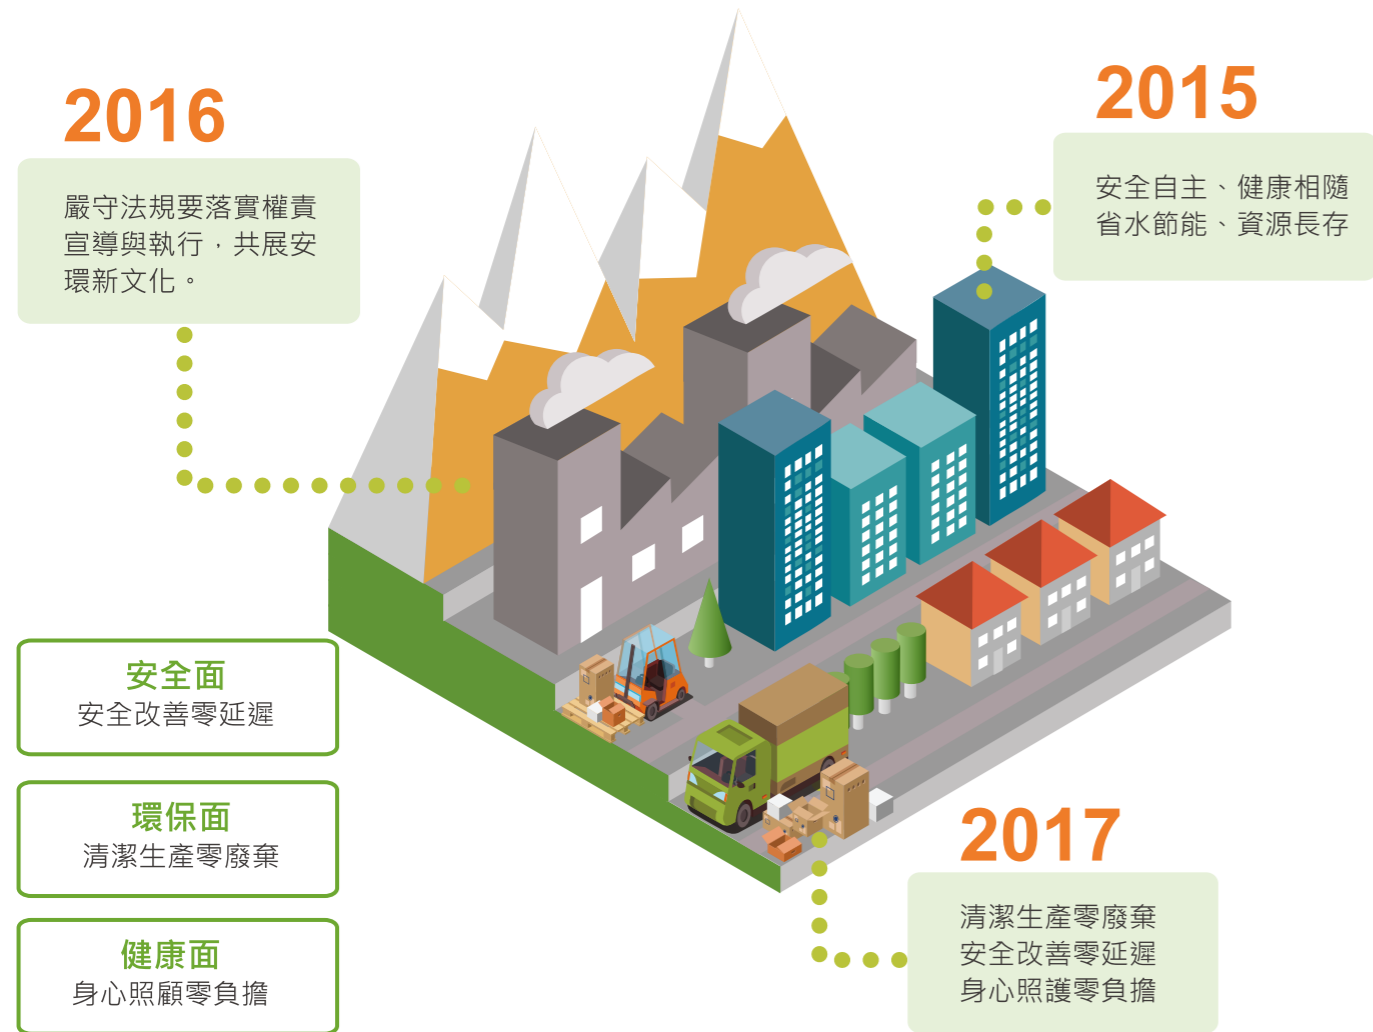 2016
嚴守法規要落實權責
宣導與執行，共展安
環新文化。
2015
安全自主、健康相隨
省水節能、資源長存
安全面
安全改善零延遲
環保面
清潔生產零廢棄
健康面
身心照顧零負擔
2017
清潔生產零廢棄
安全改善零延遲
身心照護零負擔